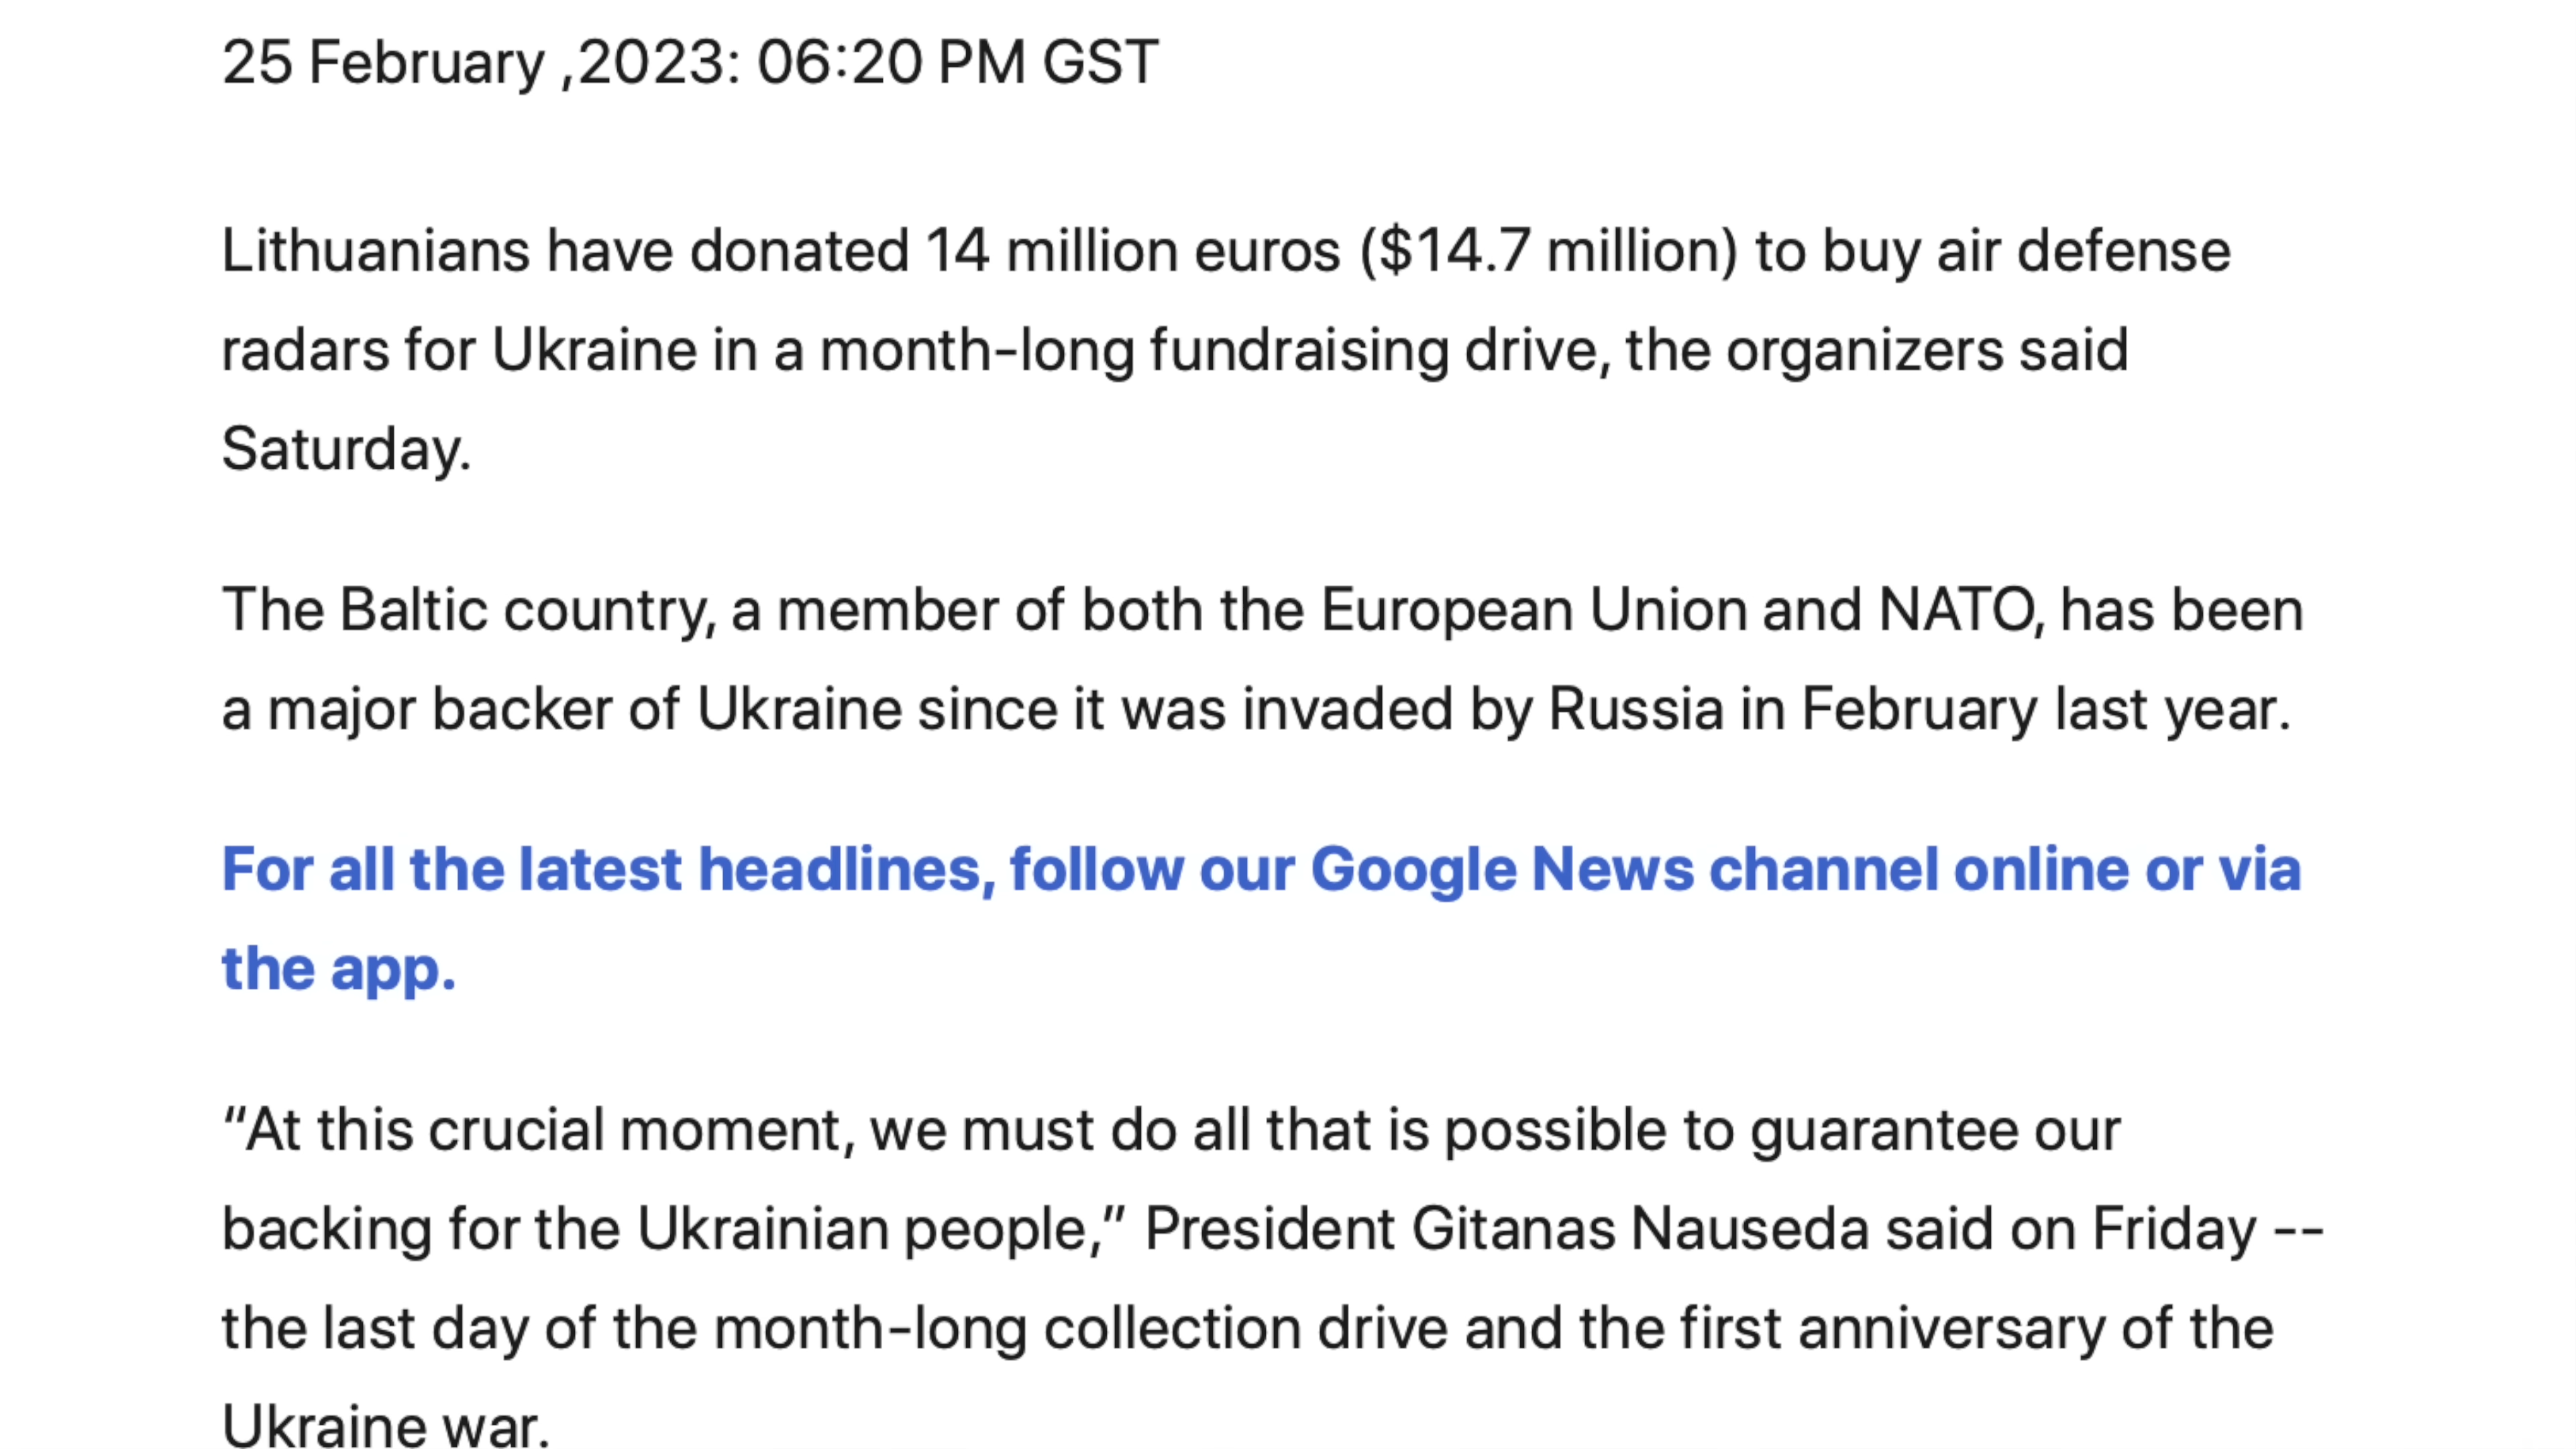 25 February ,2023: 06:20 PM GST
Lithuanians have donated 14 million euros ($14.7 million) to buy air defense
radars for Ukraine in a month-long fundraising drive, the organizers said
Saturday.
The Baltic country, a member of both the European Union and NATO, has been
a major backer of Ukraine since it was invaded by Russia in February last year.
For all the latest headlines, follow our Google News channel online or via
the app.
“At this crucial moment, we must do all that is possible to guarantee our
backing for the Ukrainian people,” President Gitanas Nauseda said on Friday --
the last day of the month-long collection drive and the first anniversary of the
Ukraine war.